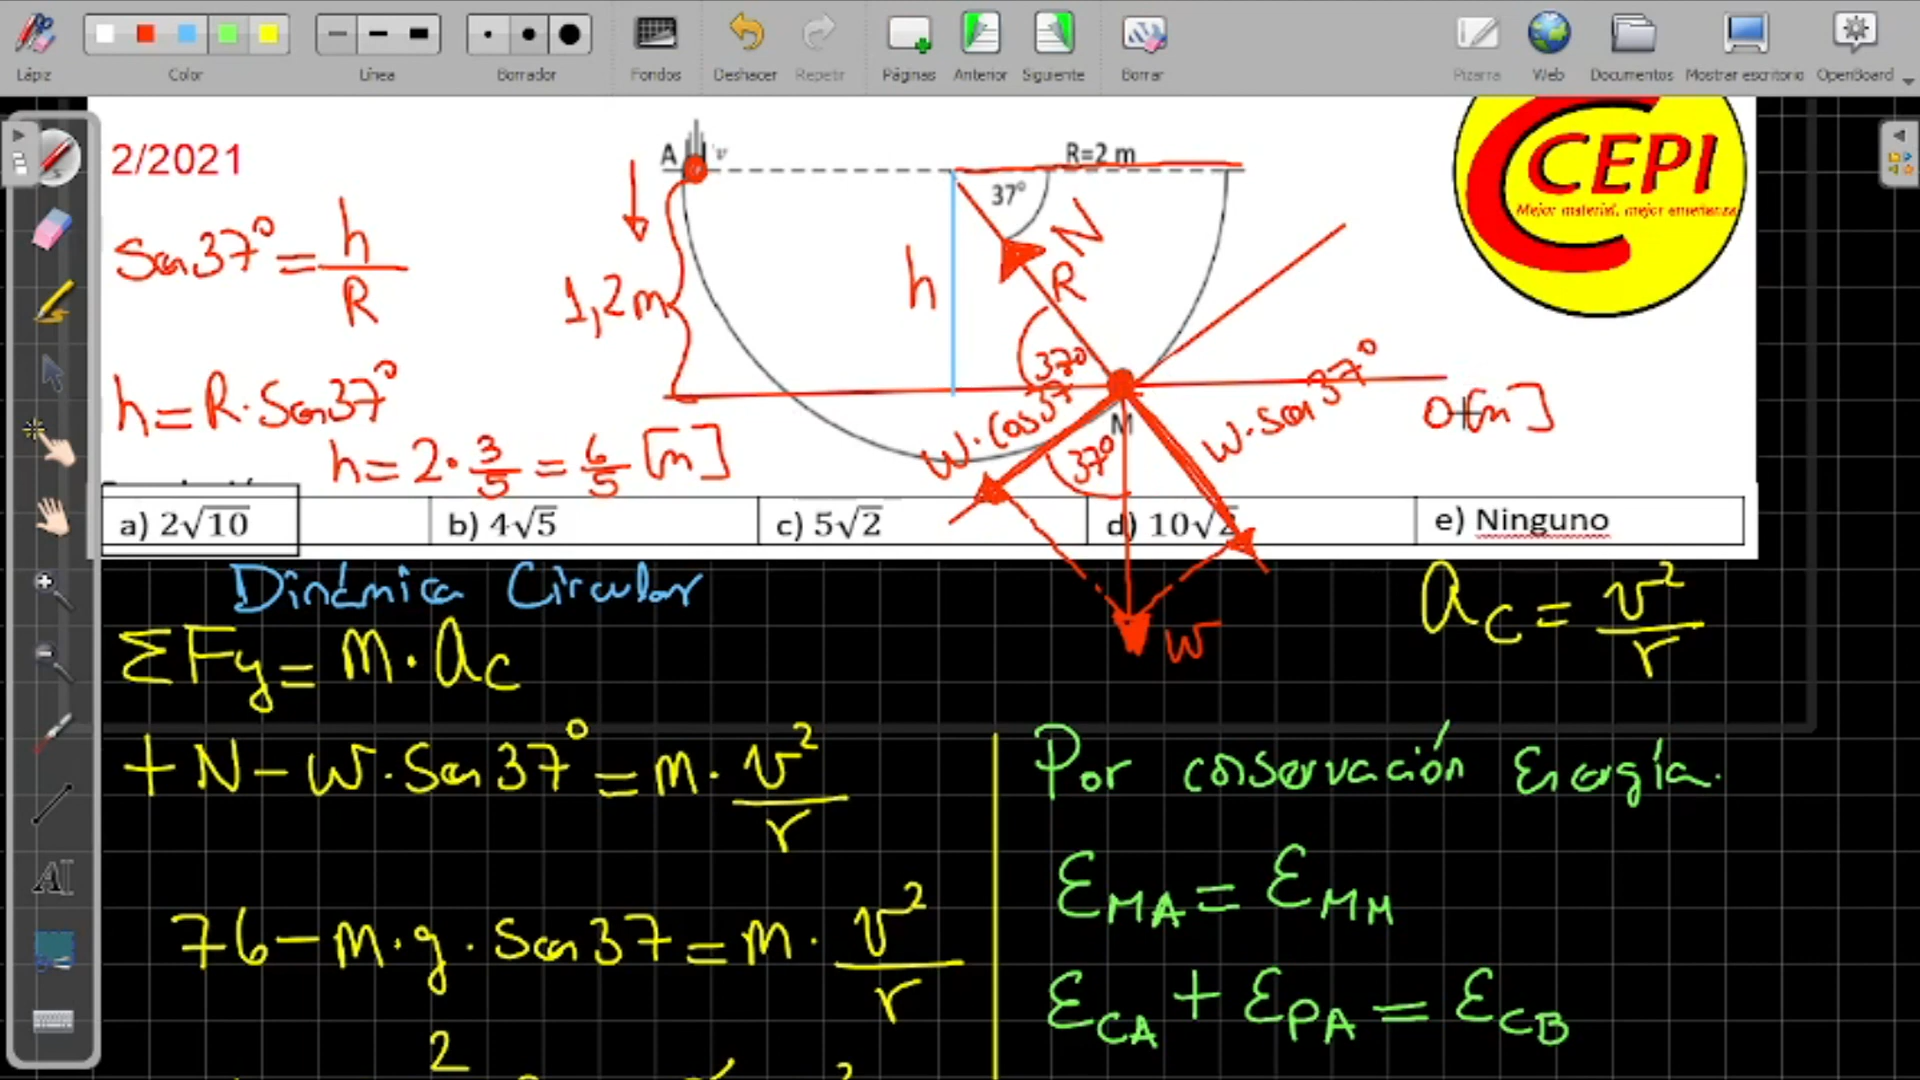 Lápiz
Color
Línea
Borrador
Fondos
Deshacer
Repetir
Páginas
Anterior
Siguiente
Borrar
Pizarra
Web
Documentos
Mostrar escritorio
OpenBoard
2/2021
A
v
R=2 m
37°
CEPI
Mejor material, mejor enseñanza
Sen37° = h/R
1,2m
h
N
R
37°
h = R·Sen37°
W·Cos37
M
37°
W·sen37°
0[m]
h = 2·3/5 = 6/5 [m]
a) 2√10
b) 4√5
c) 5√2
d) 10√2
e) Ninguno
Dinámica Circular
W
ac = v²/r
ΣFy = m·ac
+N-W·Sen37° = m·v²/r
Por conservación Energía.
EMA = EMM
76-m·g·Sen37 = m·v²/r
ECA + EPA = ECB
2
AI